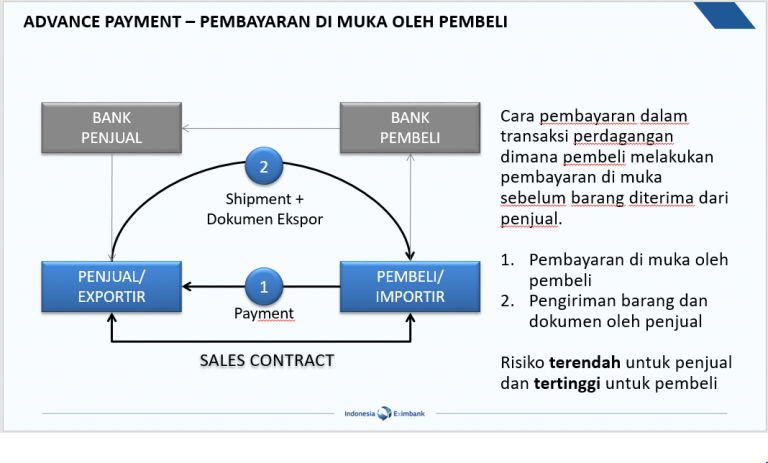 ADVANCE PAYMENT – PEMBAYARAN DI MUKA OLEH PEMBELI
BANK
PENJUAL
BANK
PEMBELI
2
Shipment +
Dokumen Ekspor
PENJUAL/
EXPORTIR
1
Payment
PEMBELI/
IMPORTIR
SALES CONTRACT
Cara pembayaran dalam
transaksi perdagangan
dimana pembeli melakukan
pembayaran di muka
sebelum barang diterima dari
penjual.
1. Pembayaran di muka oleh
pembeli
2. Pengiriman barang dan
dokumen oleh penjual
Risiko terendah untuk penjual
dan tertinggi untuk pembeli
Indonesia Eximbank